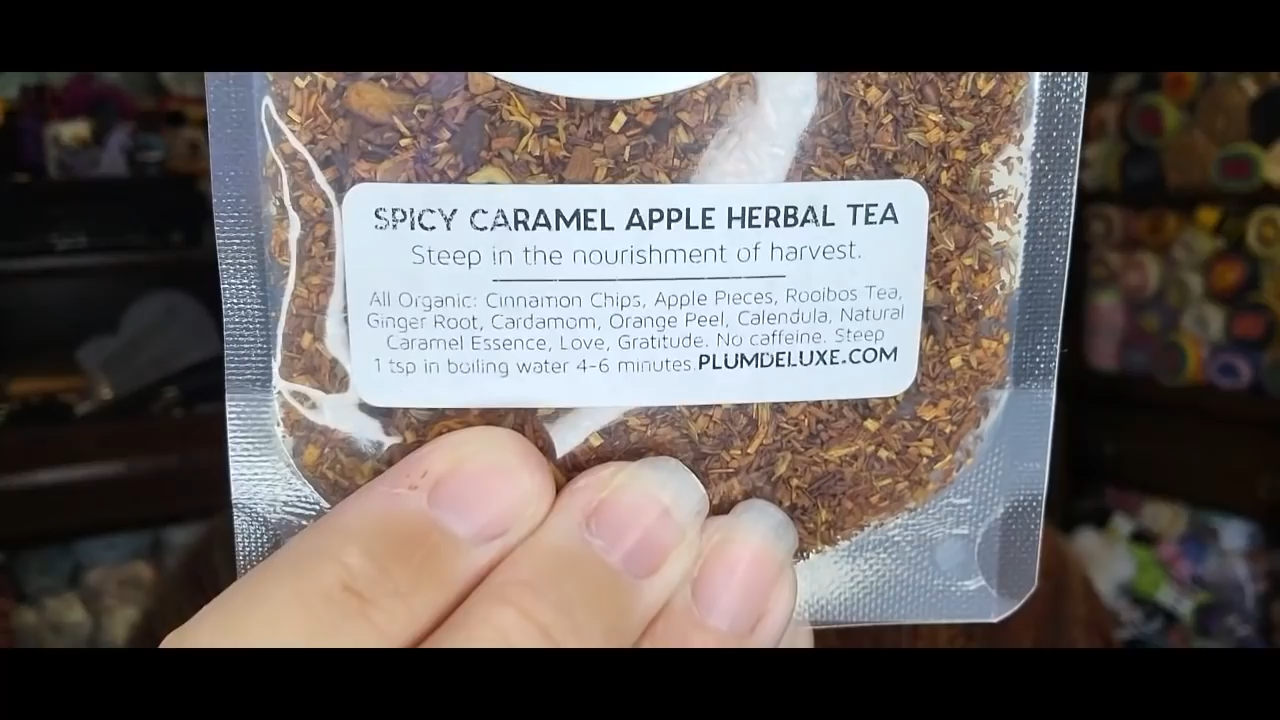 SPICY CARAMEL APPLE HERBAL TEA
Steep in the nourishment of harvest.
All Organic: Cinnamon Chips, Apple Pieces, Rooibos Tea,
Ginger Root, Cardamom, Orange Peel, Calendula, Natural
Caramel Essence, Love, Gratitude. No caffeine. Steep
1 tsp in boiling water 4-6 minutes. PLUMDELUXE.COM